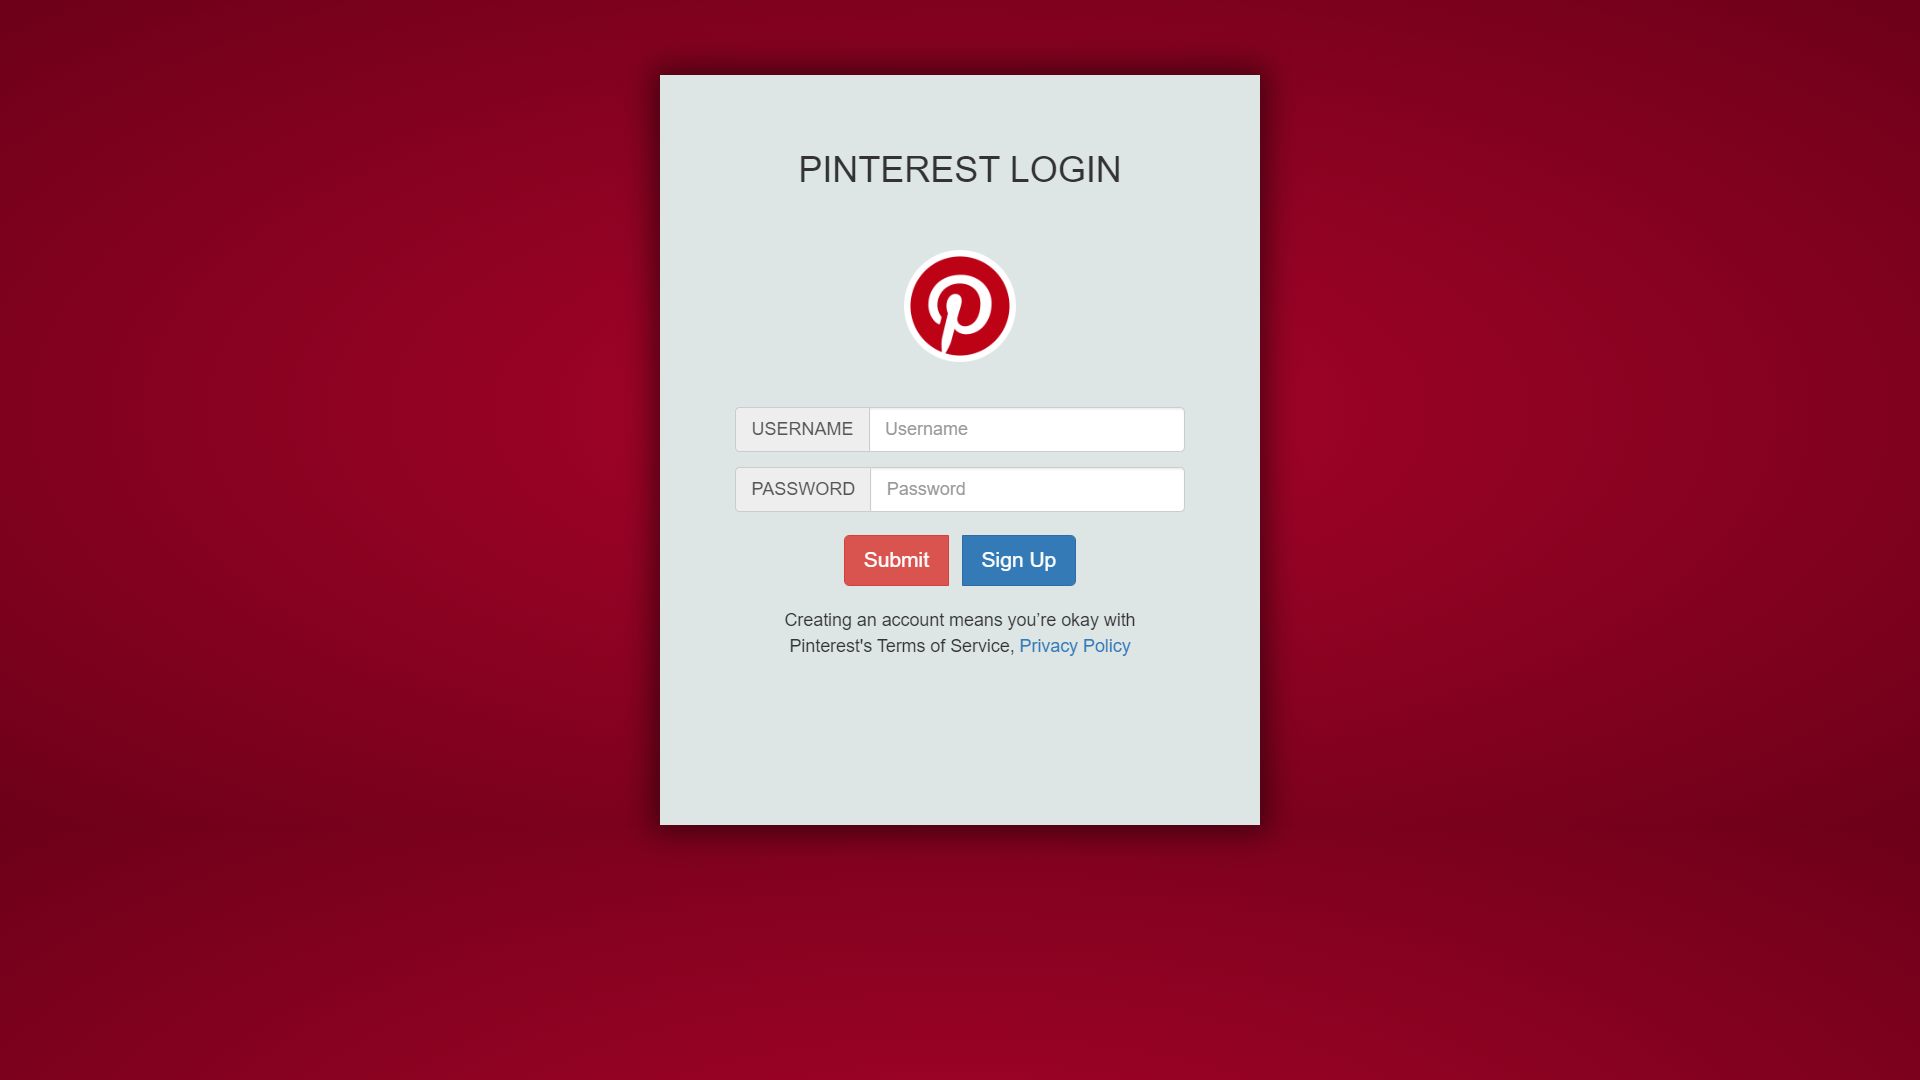 PINTEREST LOGIN
USERNAME Username
PASSWORD Password
Submit Sign Up
Creating an account means you’re okay with
Pinterest's Terms of Service, Privacy Policy